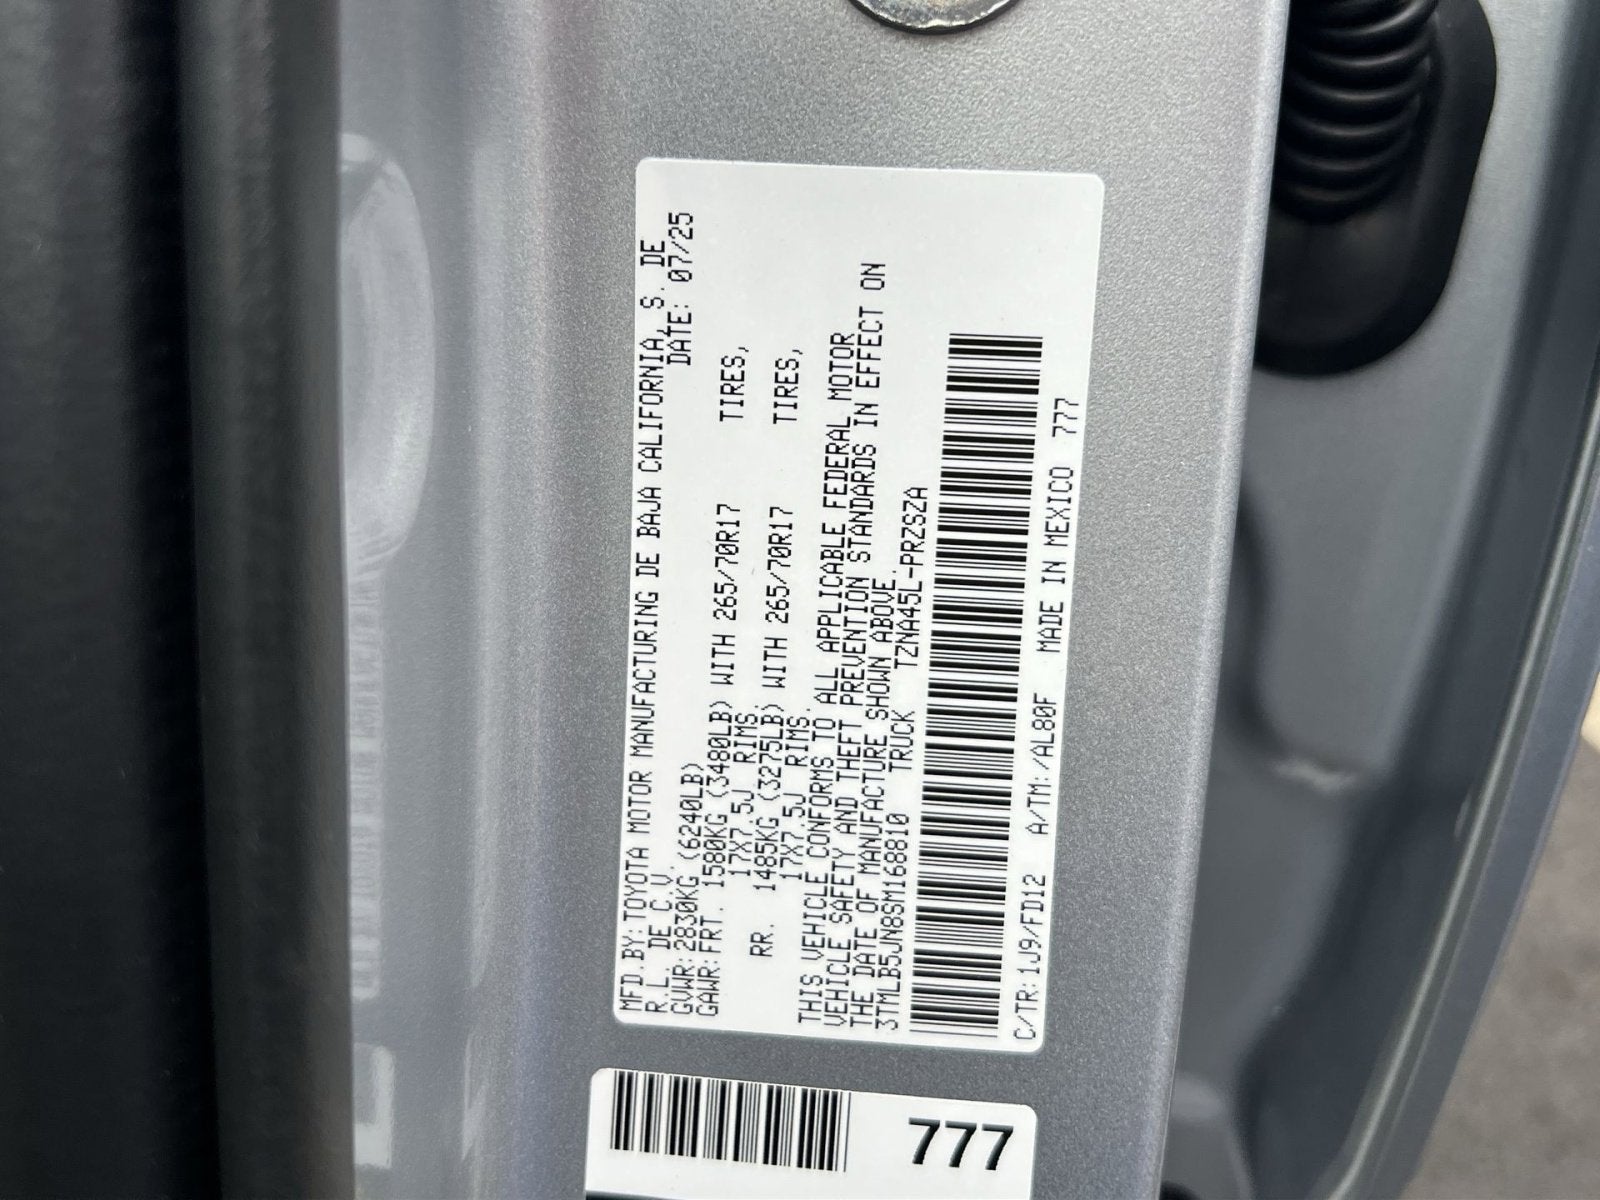 MFD.BY:TOYOTA MOTOR MANUFACTURING DE BAJA CALIFORNIA, S. DE
R.L. DE C.V. DATE: 07/25
GVWR:2830KG (6240LB)
GAWR:FRT. 1580KG (3480LB) WITH 265/70R17 TIRES,
17X7.5J RIMS,
RR. 1485KG (3275LB) WITH 265/70R17 TIRES,
17X7.5J RIMS.
THIS VEHICLE CONFORMS TO ALL APPLICABLE FEDERAL MOTOR
VEHICLE SAFETY AND THEFT PREVENTION STANDARDS IN EFFECT ON
THE DATE OF MANUFACTURE SHOWN ABOVE.
3TMLB5JN8SM168810 TRUCK TZNA45L-PRZSZA
C/TR:1J9/FD12 A/TM:/AL80F MADE IN MEXICO 777
777